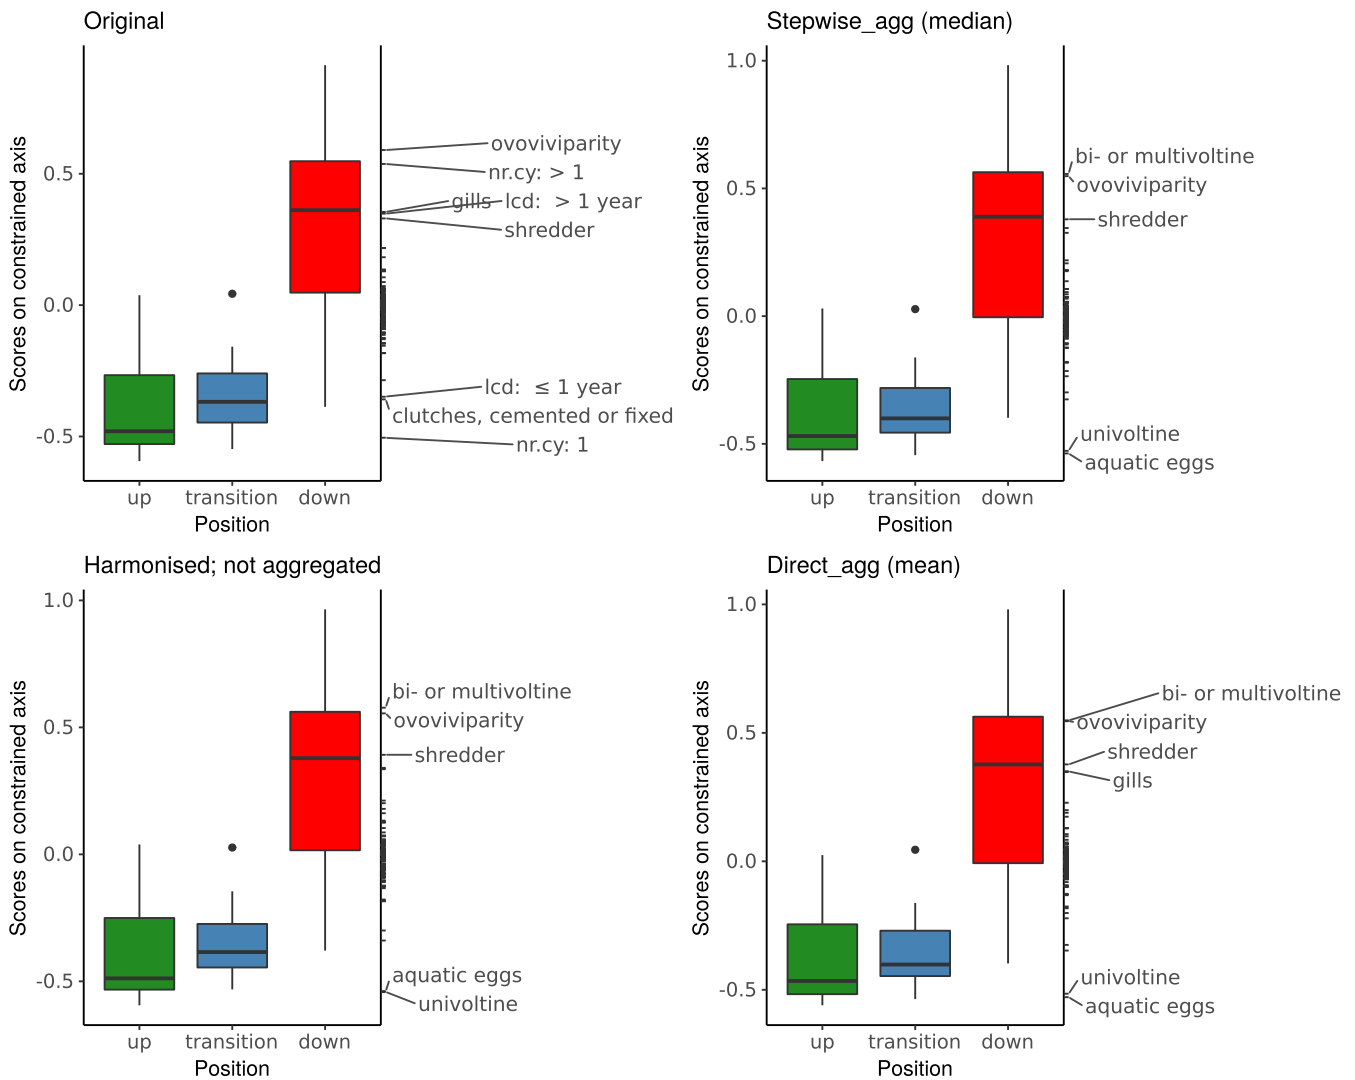 Original
Scores on constrained axis
0.5
0.0
-0.5
ovoviviparity
nr.cy: > 1
gills
lcd:  > 1 year
shredder
lcd:  ≤ 1 year
clutches, cemented or fixed
nr.cy: 1
up
transition
down
Position
Stepwise_agg (median)
Scores on constrained axis
1.0
0.5
0.0
-0.5
bi- or multivoltine
ovoviviparity
shredder
univoltine
aquatic eggs
up
transition
down
Position
Harmonised; not aggregated
Scores on constrained axis
1.0
0.5
0.0
-0.5
bi- or multivoltine
ovoviviparity
shredder
aquatic eggs
univoltine
up
transition
down
Position
Direct_agg (mean)
Scores on constrained axis
1.0
0.5
0.0
-0.5
bi- or multivoltine
ovoviviparity
shredder
gills
univoltine
aquatic eggs
up
transition
down
Position